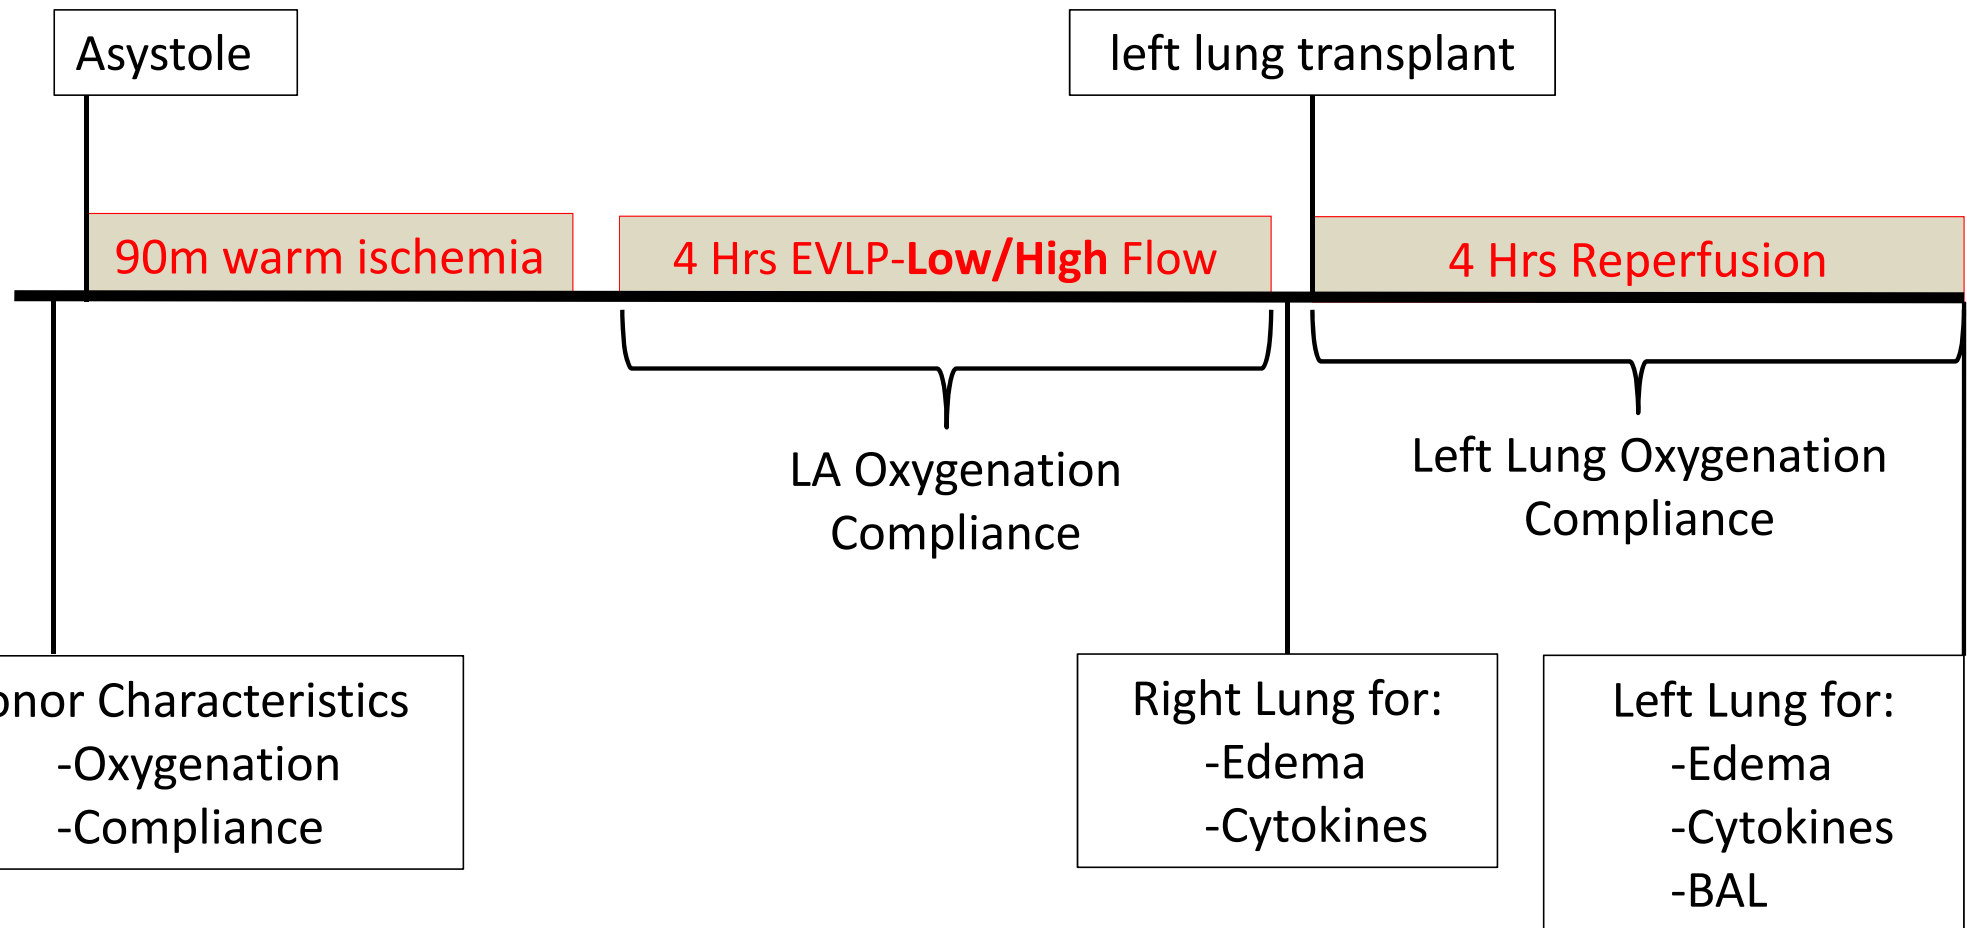 Asystole
left lung transplant
90m warm ischemia
4 Hrs EVLP-Low/High Flow
4 Hrs Reperfusion
LA Oxygenation
Compliance
Left Lung Oxygenation
Compliance
onor Characteristics
-Oxygenation
-Compliance
Right Lung for:
-Edema
-Cytokines
Left Lung for:
-Edema
-Cytokines
-BAL